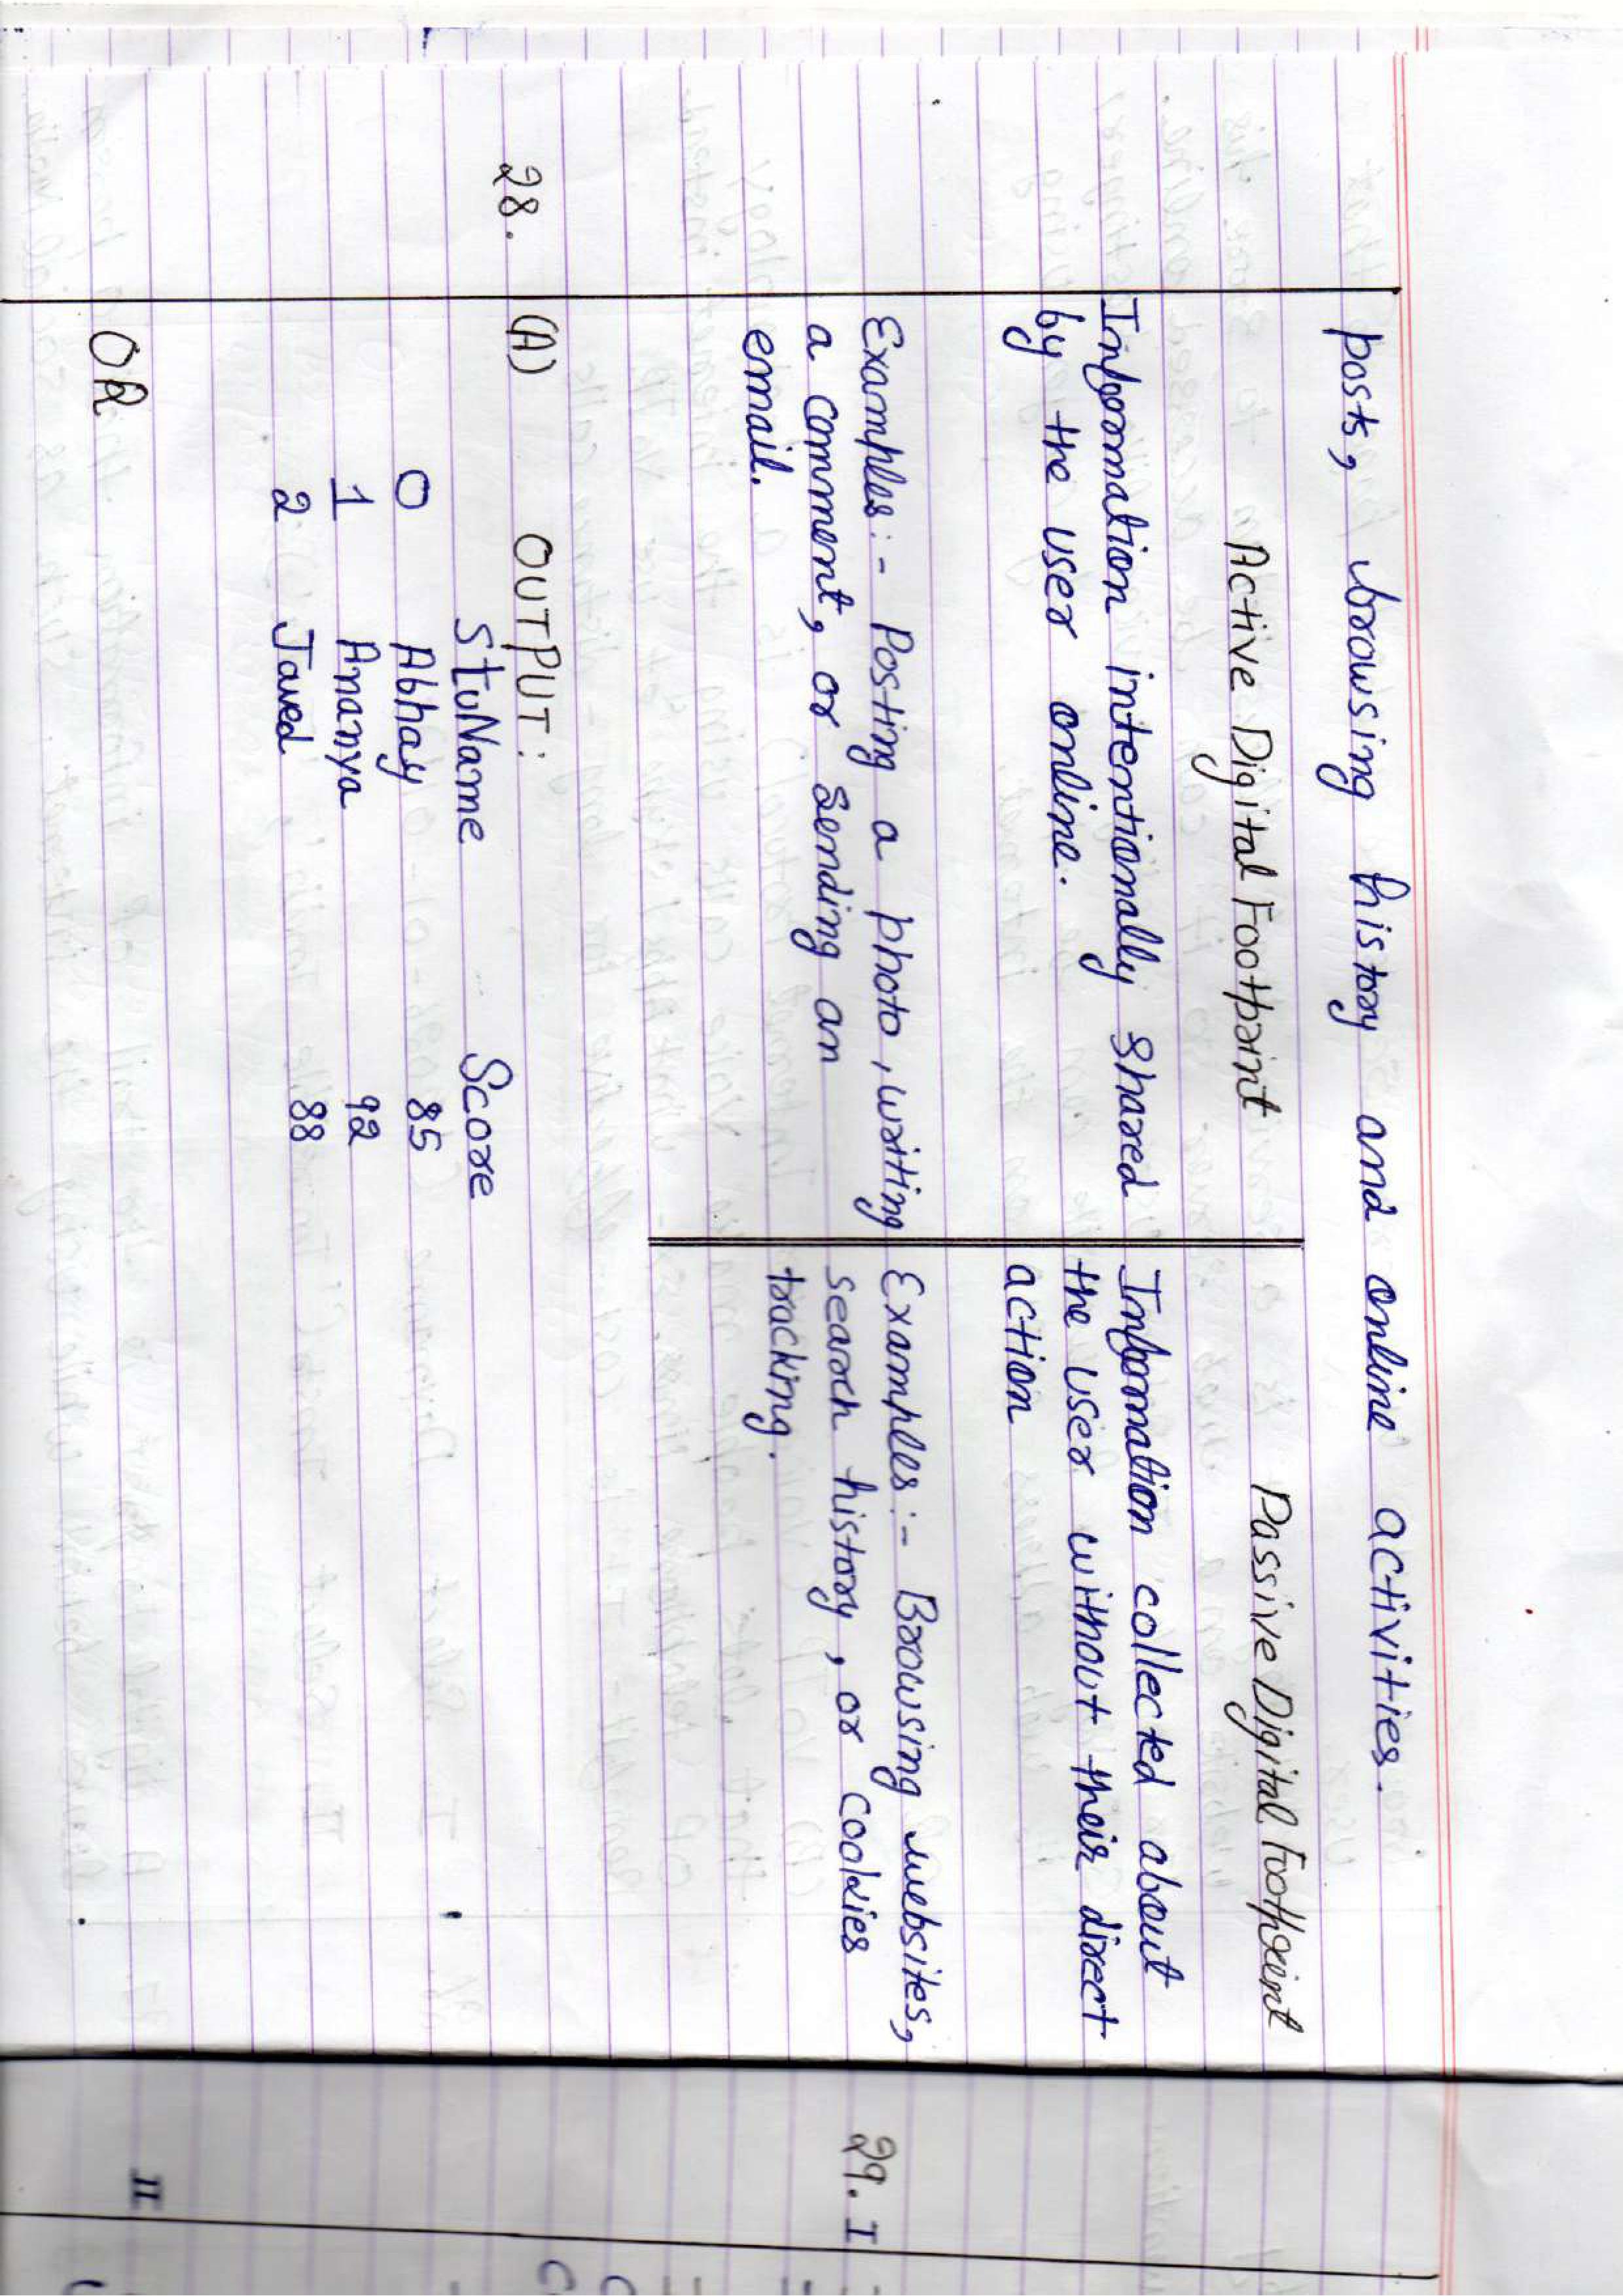 posts, browsing history and online activities.
Active Digital Footprint
Information intentionally shared
by the user online.
Examples:- Posting a photo, writing
a comment, or sending an
email.
Passive Digital Footprint
Information collected about
the user without their direct
action
Examples:- Browsing websites,
search history, or cookies
tracking.
28. (A) OUTPUT:
StuName Score
0 Abhay 85
1 Ananya 92
2 Javed 88
OR
29. I
II